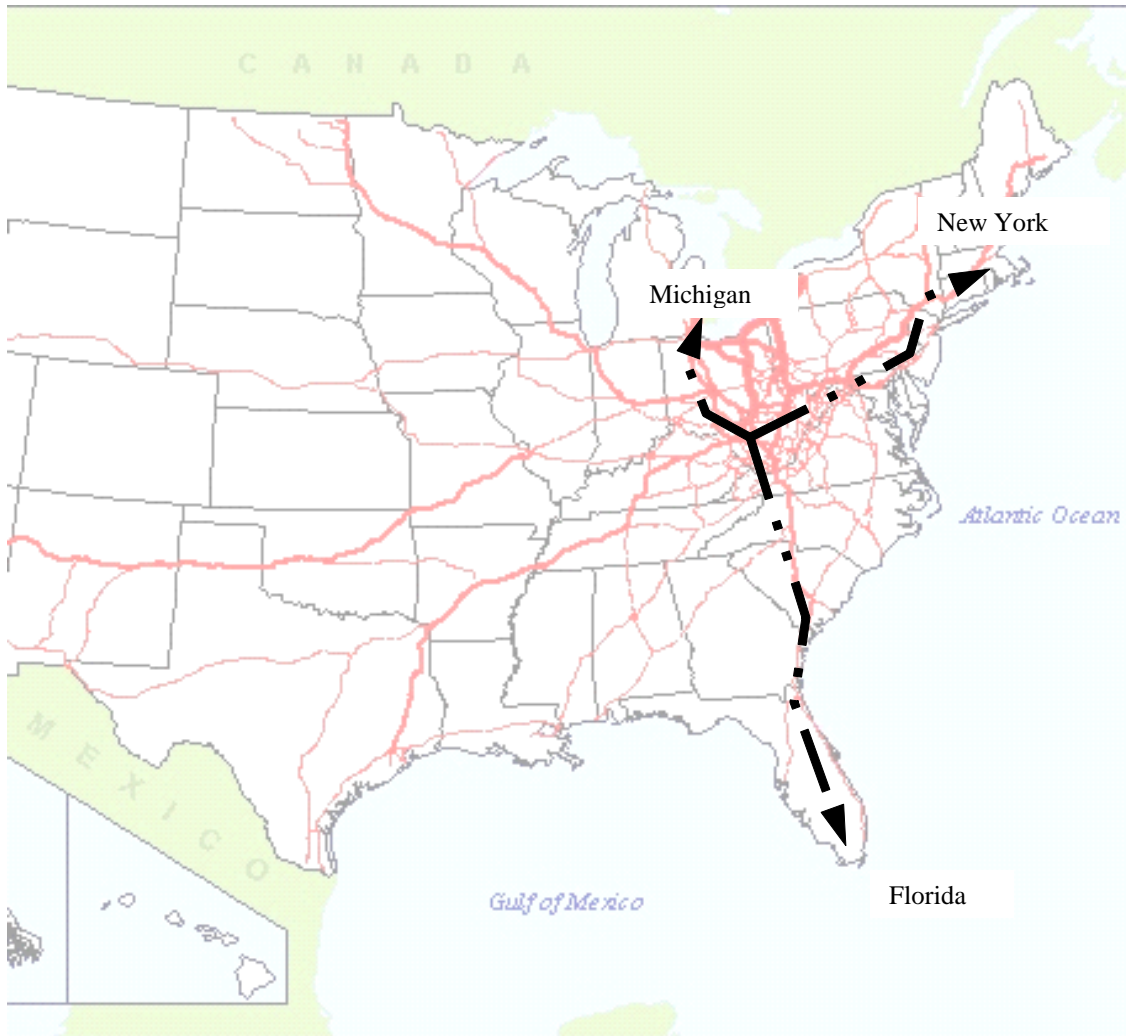 CANADA
New York
Michigan
Atlantic Ocean
MEXICO
Gulf of Mexico
Florida